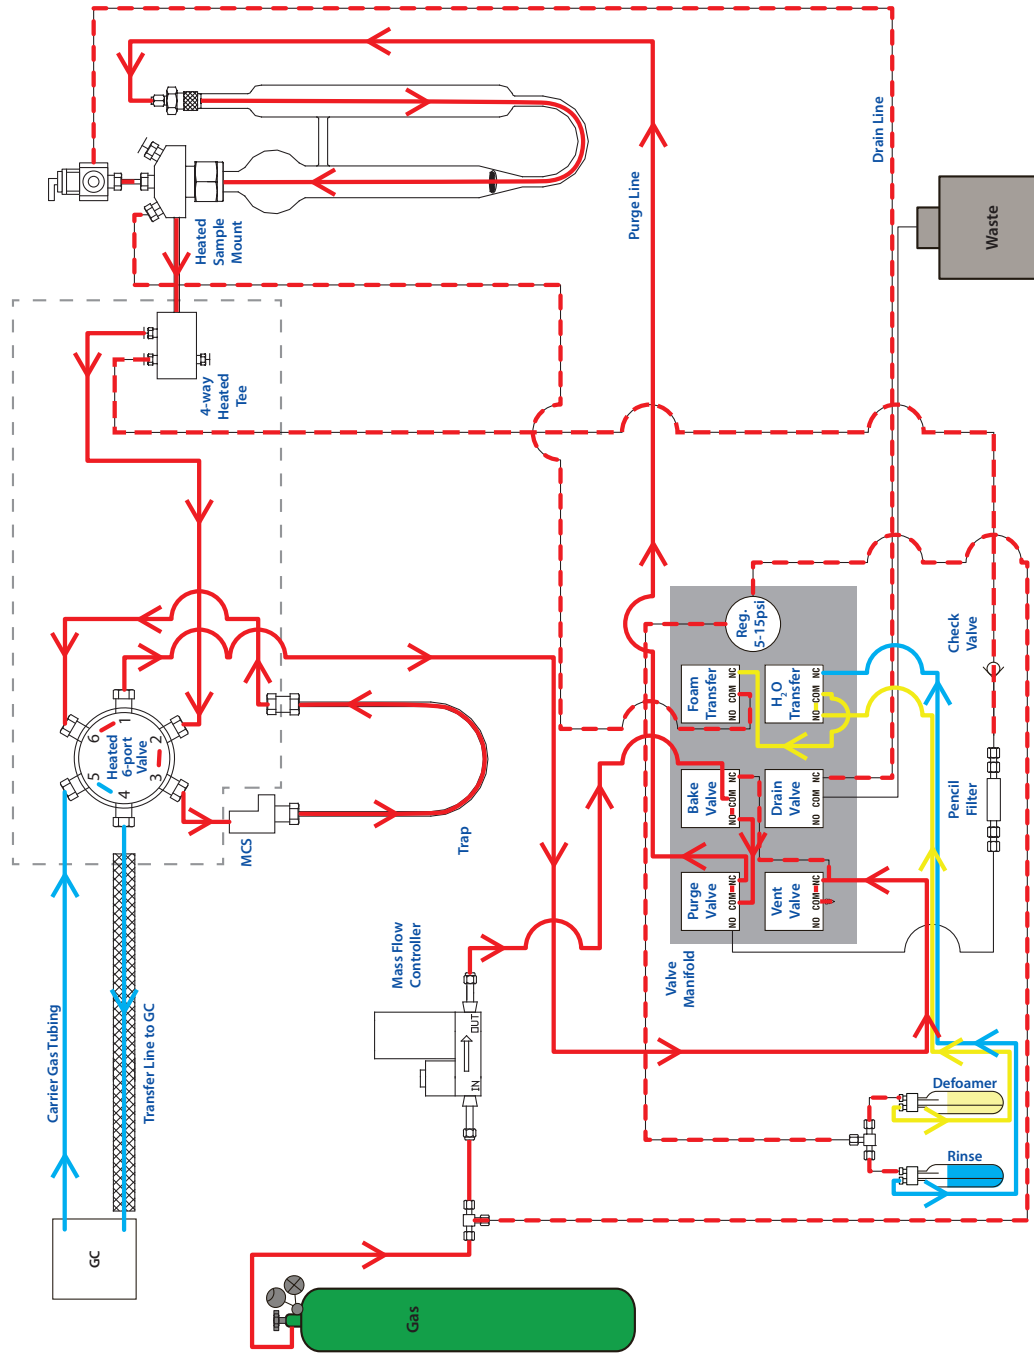 Carrier Gas Tubing
Transfer Line to GC
GC
Gas
Heated
6-port
Valve
1
2
3
4
5
6
MCS
Trap
4-way
Heated
Tee
Heated
Sample
Mount
Purge Line
Drain Line
Waste
Mass Flow
Controller
IN
OUT
Valve
Manifold
Purge
Valve
NO COM NC
Bake
Valve
NO COM NC
Foam
Transfer
NO COM NC
Reg.
5-15psi
Vent
Valve
NO COM NC
Drain
Valve
NO COM NC
H₂O
Transfer
NO COM NC
Check
Valve
Pencil
Filter
Defoamer
Rinse